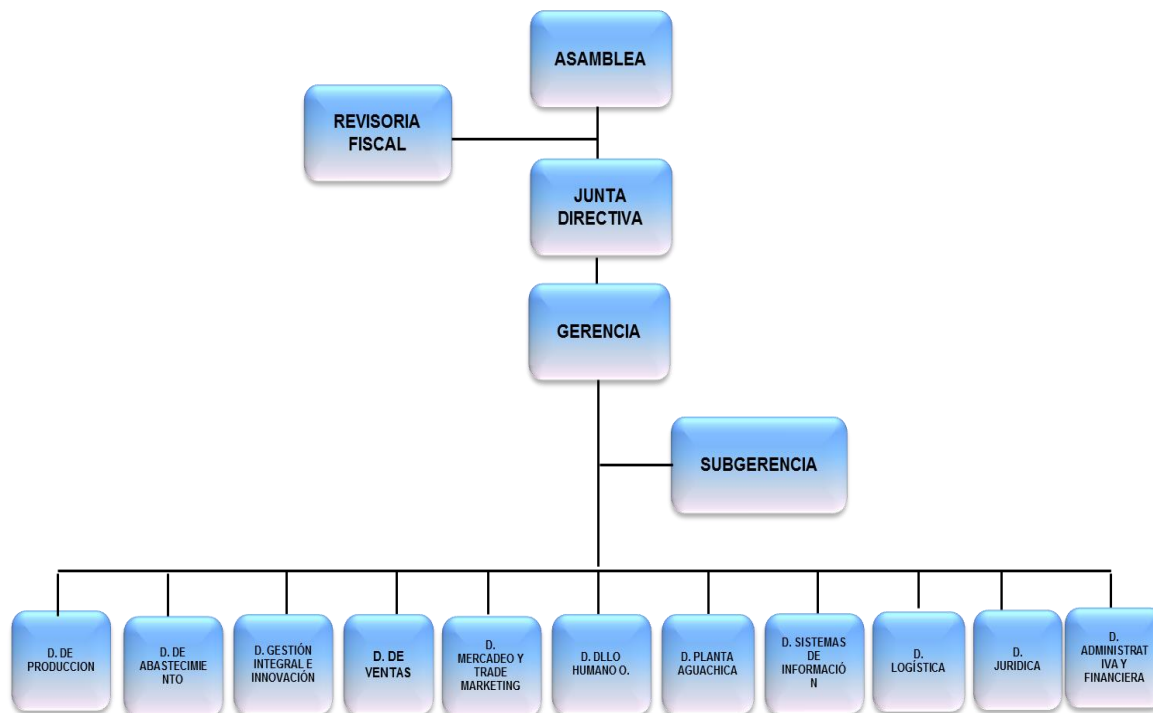 ASAMBLEA
REVISORIA
FISCAL
JUNTA
DIRECTIVA
GERENCIA
SUBGERENCIA
D. DE
PRODUCCION
D. DE
ABASTECIMIE
NTO
D. GESTIÓN
INTEGRAL E
INNOVACIÓN
D. DE
VENTAS
D.
MERCADEO Y
TRADE
MARKETING
D. DLLO
HUMANO O.
D. PLANTA
AGUACHICA
D. SISTEMAS
DE
INFORMACIÓ
N
D.
LOGÍSTICA
D.
JURIDICA
D.
ADMINISTRAT
IVA Y
FINANCIERA